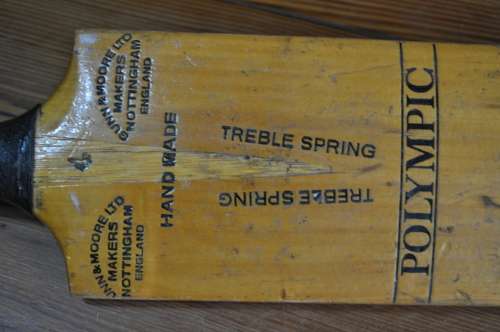 GUNN & MOORE LTD
MAKERS
NOTTINGHAM
ENGLAND
HAND MADE
TREBLE SPRING
TREBLE SPRING
POLYMPIC
GUNN & MOORE LTD
MAKERS
NOTTINGHAM
ENGLAND